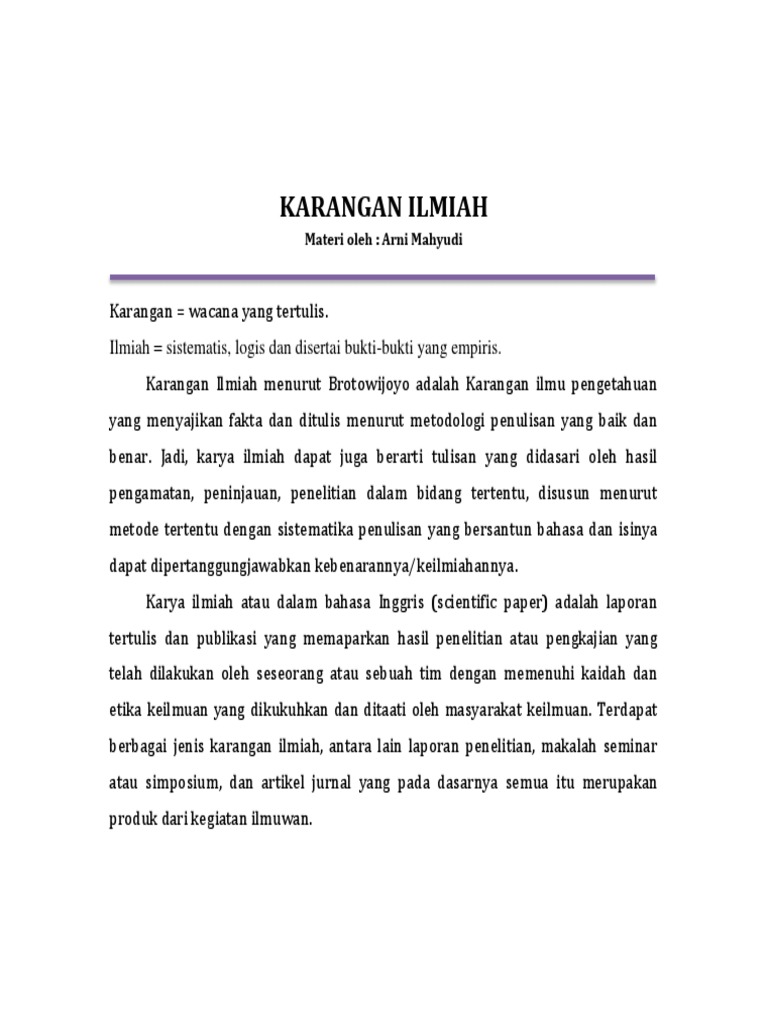 KARANGAN ILMIAH
Materi oleh : Arni Mahyudi
Karangan = wacana yang tertulis.
Ilmiah = sistematis, logis dan disertai bukti-bukti yang empiris.
Karangan Ilmiah menurut Brotowijoyo adalah Karangan ilmu pengetahuan
yang menyajikan fakta dan ditulis menurut metodologi penulisan yang baik dan
benar. Jadi, karya ilmiah dapat juga berarti tulisan yang didasari oleh hasil
pengamatan, peninjauan, penelitian dalam bidang tertentu, disusun menurut
metode tertentu dengan sistematika penulisan yang bersantun bahasa dan isinya
dapat dipertanggungjawabkan kebenarannya/keilmiahannya.
Karya ilmiah atau dalam bahasa Inggris (scientific paper) adalah laporan
tertulis dan publikasi yang memaparkan hasil penelitian atau pengkajian yang
telah dilakukan oleh seseorang atau sebuah tim dengan memenuhi kaidah dan
etika keilmuan yang dikukuhkan dan ditaati oleh masyarakat keilmuan. Terdapat
berbagai jenis karangan ilmiah, antara lain laporan penelitian, makalah seminar
atau simposium, dan artikel jurnal yang pada dasarnya semua itu merupakan
produk dari kegiatan ilmuwan.